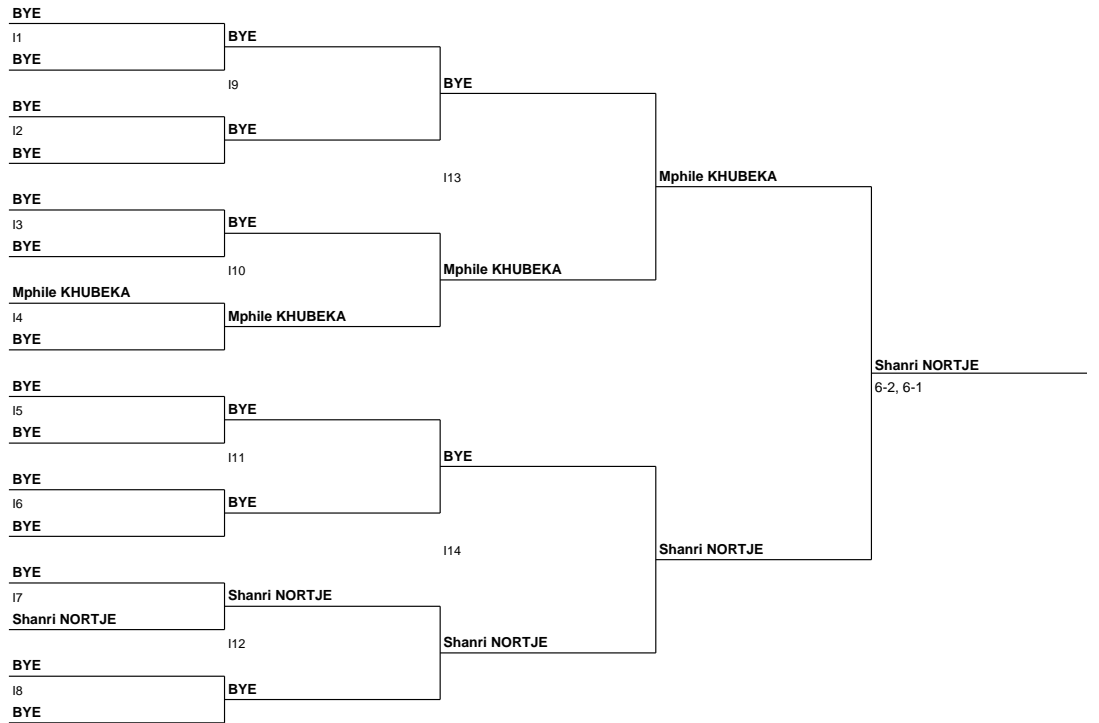 BYE
I1
BYE
BYE
I2
BYE
BYE
I3
BYE
Mphile KHUBEKA
I4
BYE
BYE
I5
BYE
BYE
I6
BYE
BYE
I7
Shanri NORTJE
BYE
I8
BYE
BYE
I9
BYE
BYE
I10
Mphile KHUBEKA
BYE
I11
BYE
Shanri NORTJE
I12
BYE
BYE
I13
Mphile KHUBEKA
BYE
I14
Shanri NORTJE
Mphile KHUBEKA
Shanri NORTJE
Shanri NORTJE
6-2, 6-1